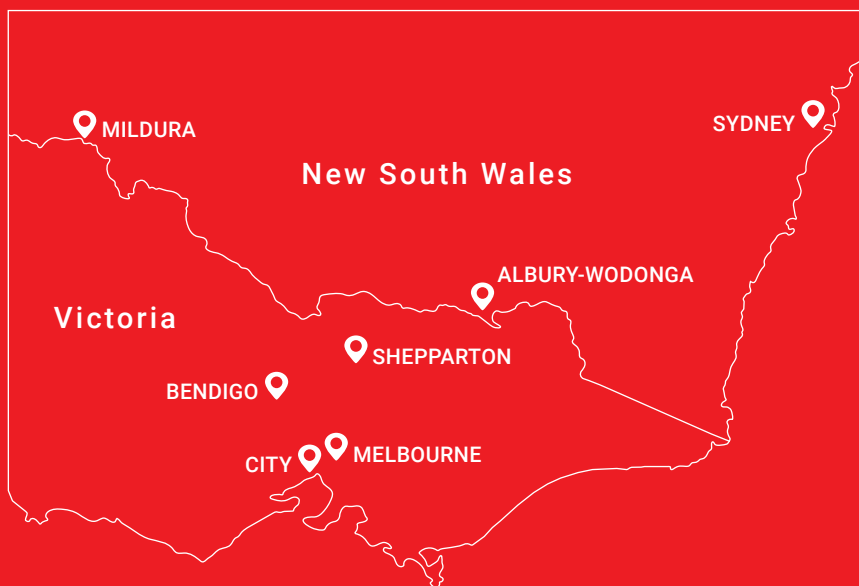 MILDURA
SYDNEY
New South Wales
ALBURY-WODONGA
Victoria
SHEPPARTON
BENDIGO
MELBOURNE
CITY